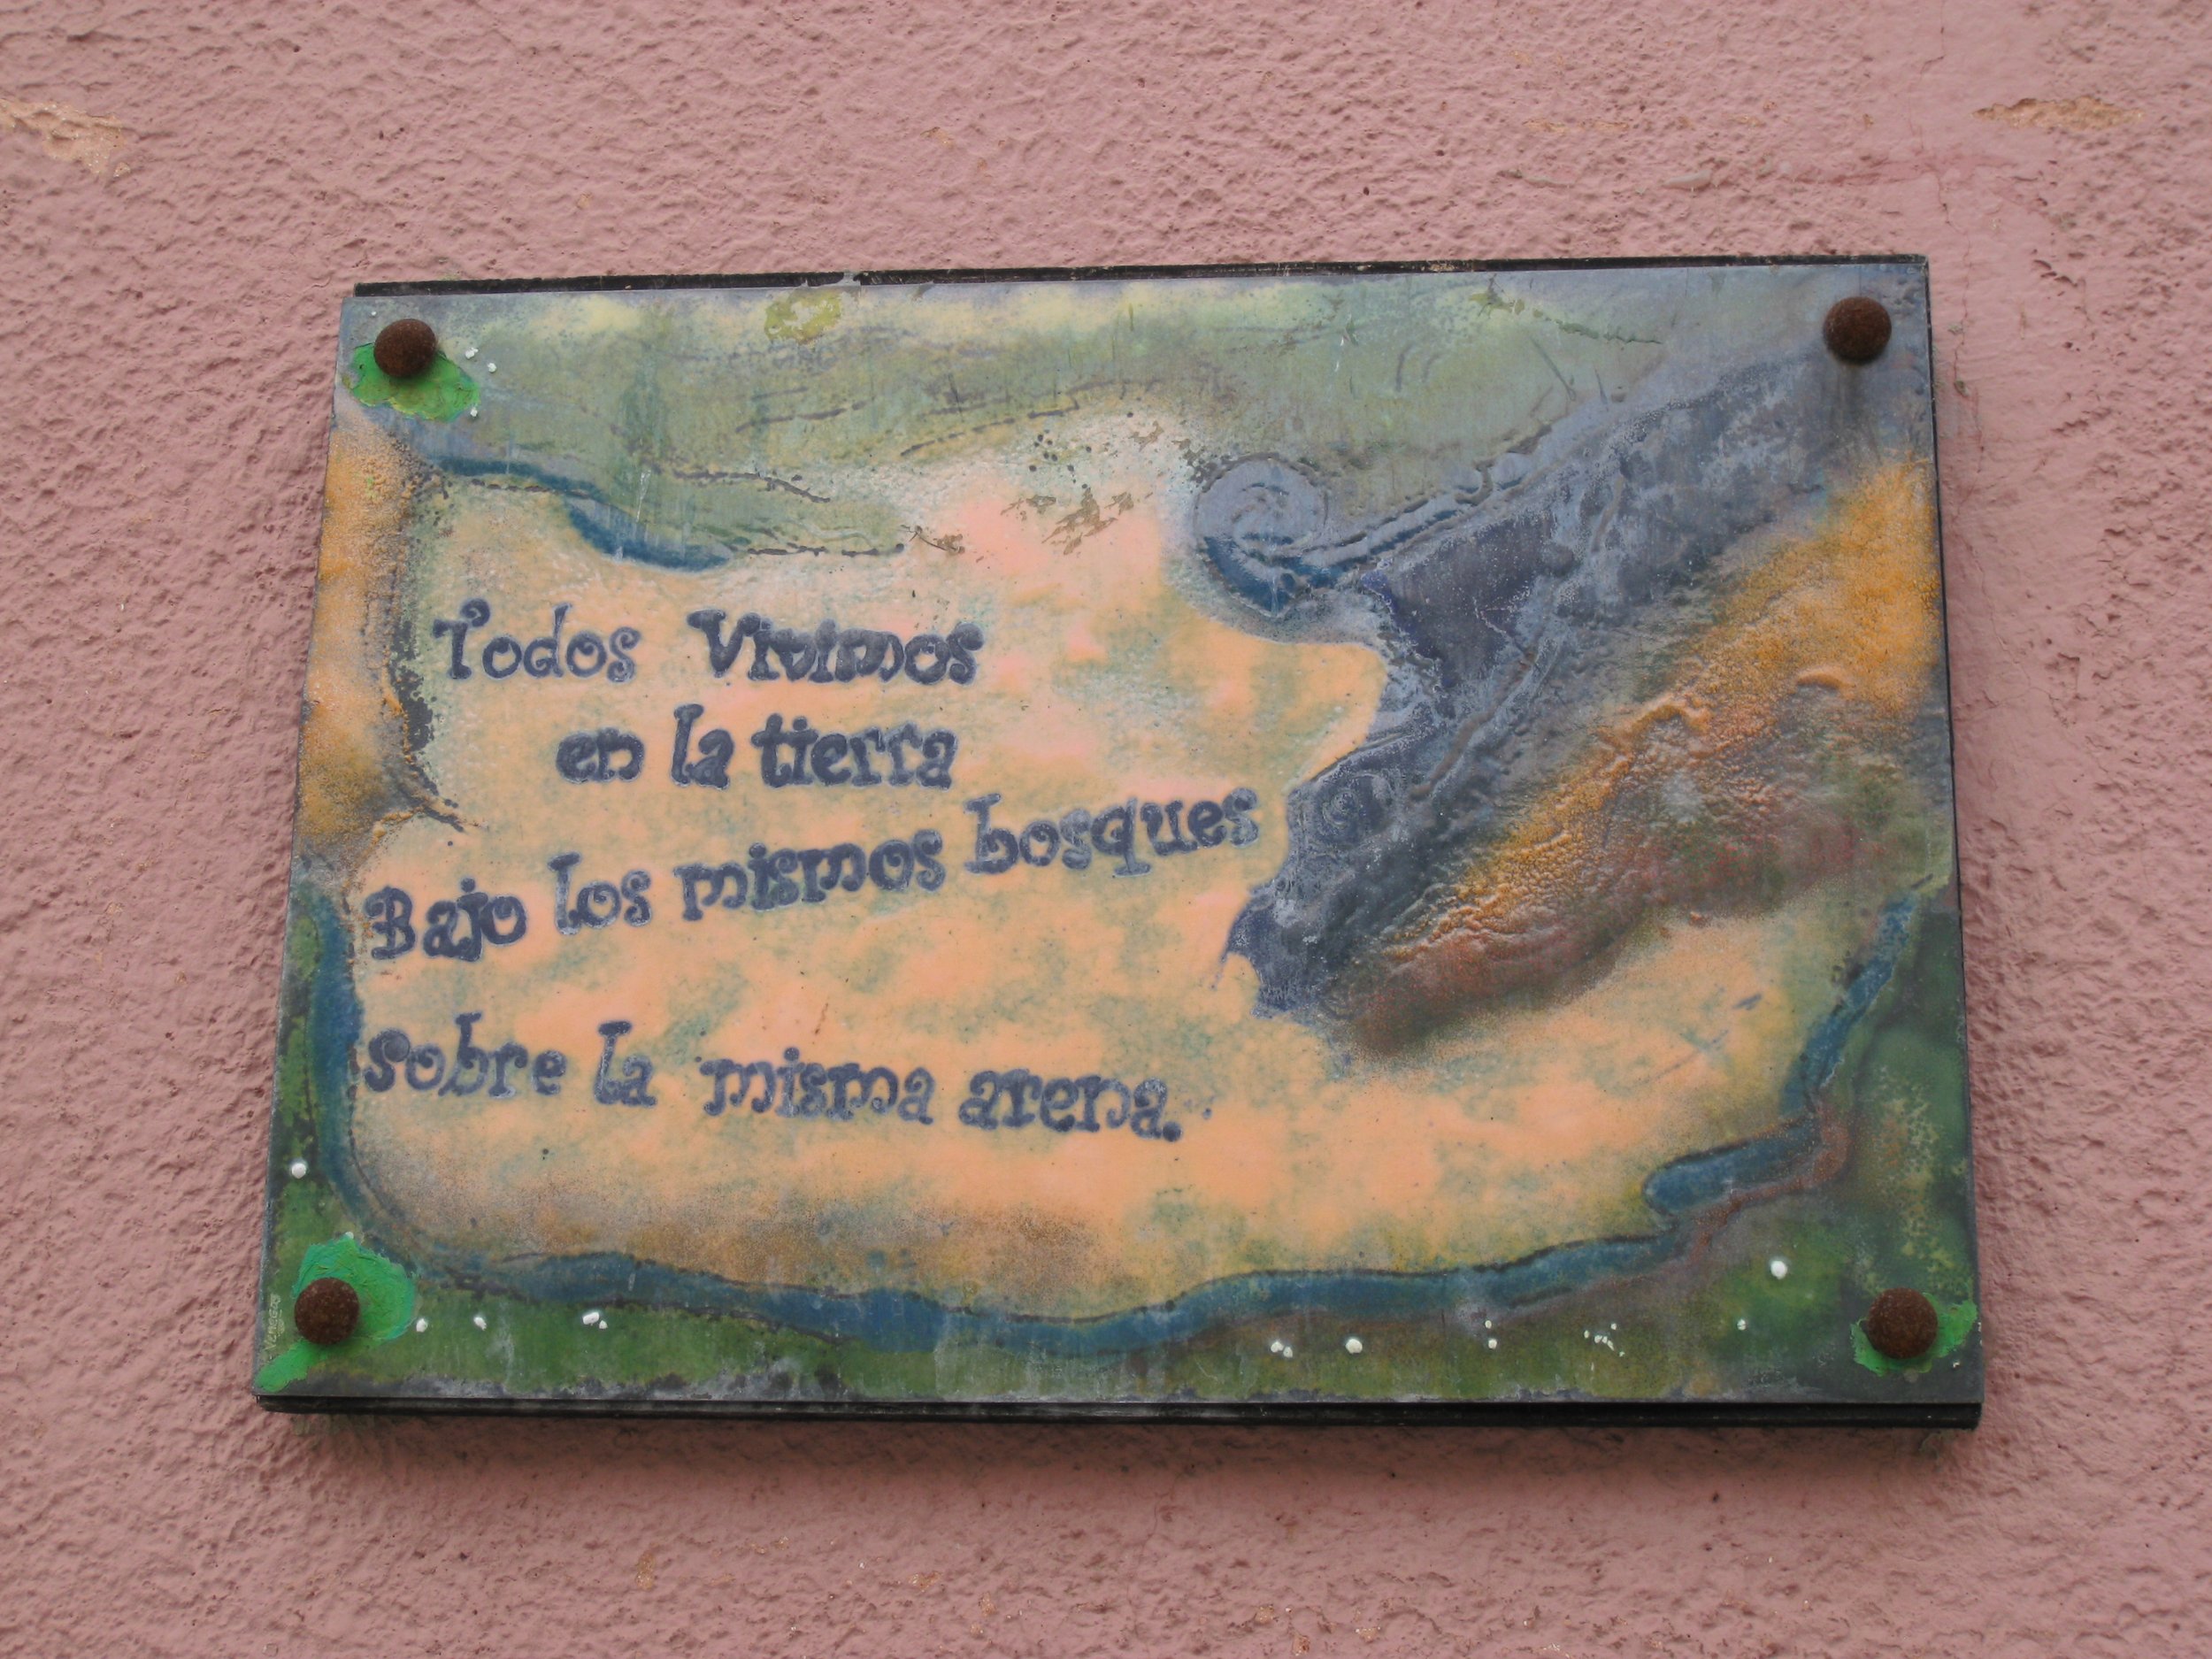 Todos Vivimos
en la tierra
Bajo los mismos bosques
sobre la misma arena.